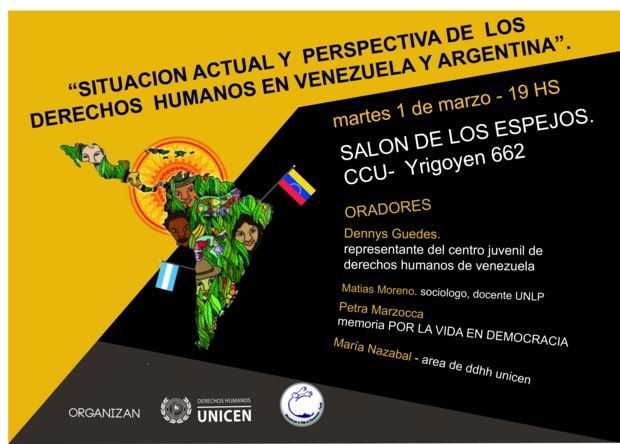 “SITUACION ACTUAL Y PERSPECTIVA DE LOS
DERECHOS HUMANOS EN VENEZUELA Y ARGENTINA”.
martes 1 de marzo - 19 HS
SALON DE LOS ESPEJOS.
CCU- Yrigoyen 662
ORADORES
Dennys Guedes.
representante del centro juvenil de
derechos humanos de venezuela
Matias Moreno. sociologo, docente UNLP
Petra Marzocca
memoria POR LA VIDA EN DEMOCRACIA
María Nazabal - area de ddhh unicen
ORGANIZAN
DERECHOS HUMANOS
UNICEN